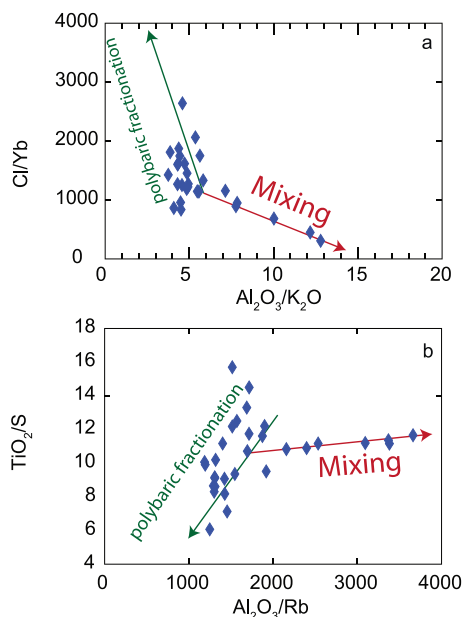 a
4000
3000
2000
1000
0
Cl/Yb
polybaric fractionation
Mixing
0 5 10 15 20
Al₂O₃/K₂O
b
18
16
14
12
10
8
6
4
TiO₂/S
polybaric fractionation
Mixing
1000 2000 3000 4000
Al₂O₃/Rb